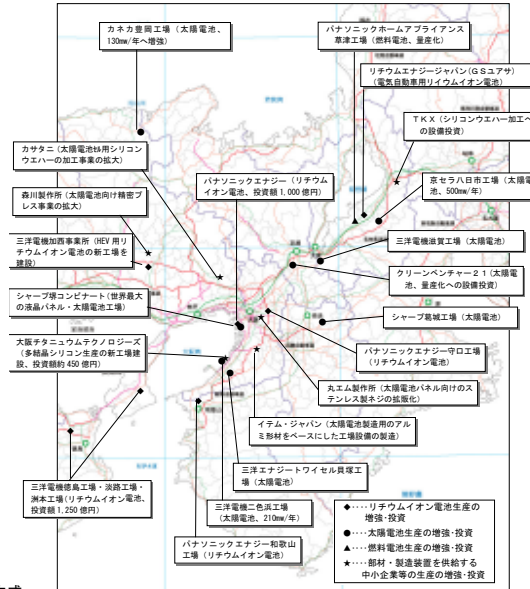 カネカ豊岡工場(太陽電池、
130mw/年へ増強)
パナソニックホームアプライアンス
草津工場(燃料電池、量産化)
リチウムエナジージャパン(GSユアサ)
(電気自動車用リイウムイオン電池)
TKX(シリコンウエハー加工へ
の設備投資)
カサタニ(太陽電池セル用シリコン
ウエハーの加工事業の拡大)
パナソニックエナジー(リチウム
イオン電池、投資額1,000億円)
京セラ八日市工場(太陽電
池、500mw/年)
森川製作所(太陽電池向け精密プ
レス事業の拡大)
三洋電機加西事業所(HEV用リ
チウムイオン電池の新工場を
建設)
三洋電機滋賀工場(太陽電池)
クリーンベンチャー21(太陽電
池、量産化への設備投資)
シャープ堺コンビナート(世界最大
の液晶パネル・太陽電池工場)
シャープ葛城工場(太陽電池)
大阪チタニュウムテクノロジーズ
(多結晶シリコン生産の新工場建
設、投資額約450億円)
パナソニックエナジー守口工場
(リチウムイオン電池)
丸エム製作所(太陽電池パネル向けのス
テンレス製ネジの拡販化)
イテム・ジャパン(太陽電池製造用のアル
ミ形材をベースにした工場設備の製造)
三洋エナジートワイセル貝塚工
場(太陽電池)
三洋電機徳島工場・淡路工場・
洲本工場(リチウムイオン電池、
投資額1,250億円)
三洋電機二色浜工場
(太陽電池、210mw/年)
パナソニックエナジー和歌山
工場(リチウムイオン電池)
◆‥‥リチウムイオン電池生産の
増強・投資
●‥‥太陽電池生産の増強・投資
▲‥‥燃料電池生産の増強・投資
★‥‥部材・製造装置を供給する
中小企業等の生産の増強・投資